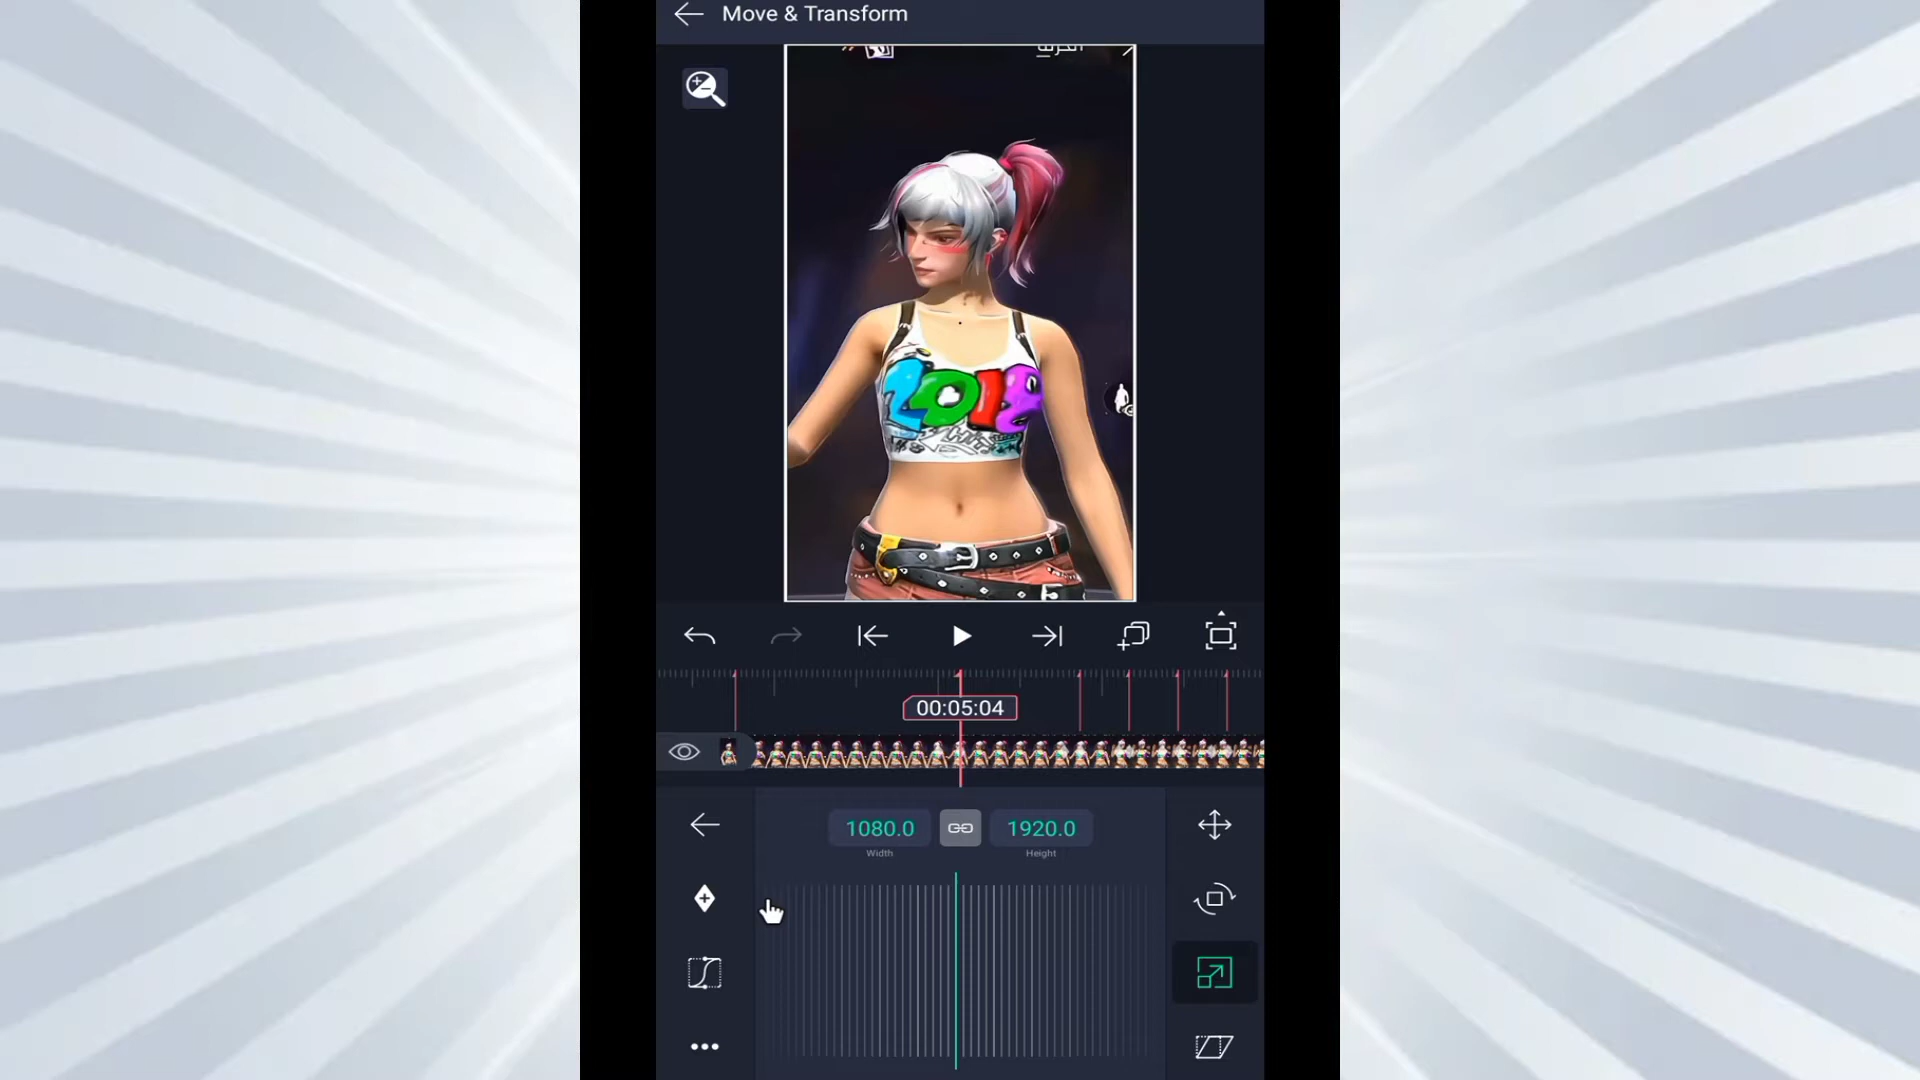 Move & Transform
2018
00:05:04
1080.0
1920.0
Width
Height